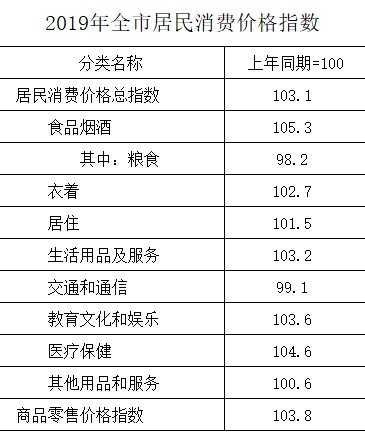 2019年全市居民消费价格指数
分类名称 上年同期=100
居民消费价格总指数 103.1
食品烟酒 105.3
其中：粮食 98.2
衣着 102.7
居住 101.5
生活用品及服务 103.2
交通和通信 99.1
教育文化和娱乐 103.6
医疗保健 104.6
其他用品和服务 100.6
商品零售价格指数 103.8